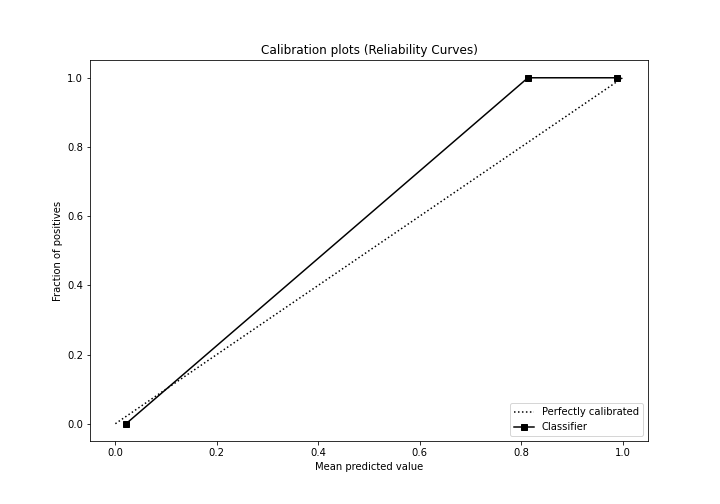 Calibration plots (Reliability Curves)
1.0
0.8
0.6
0.4
0.2
0.0
Fraction of positives
0.0 0.2 0.4 0.6 0.8 1.0
Mean predicted value
Perfectly calibrated
Classifier